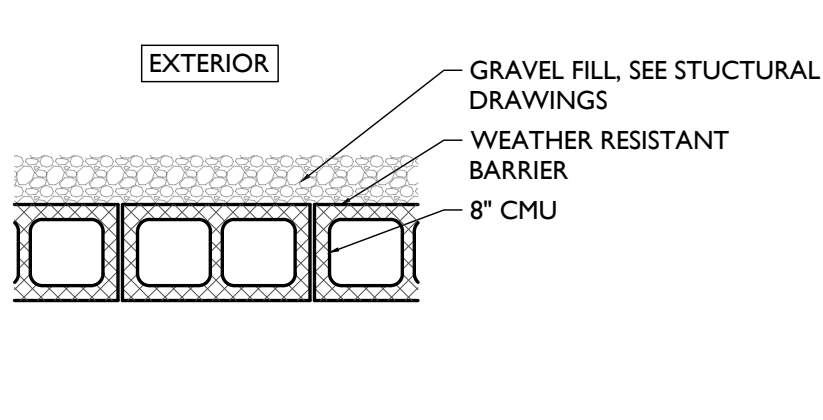 EXTERIOR
GRAVEL FILL, SEE STUCTURAL
DRAWINGS
WEATHER RESISTANT
BARRIER
8" CMU